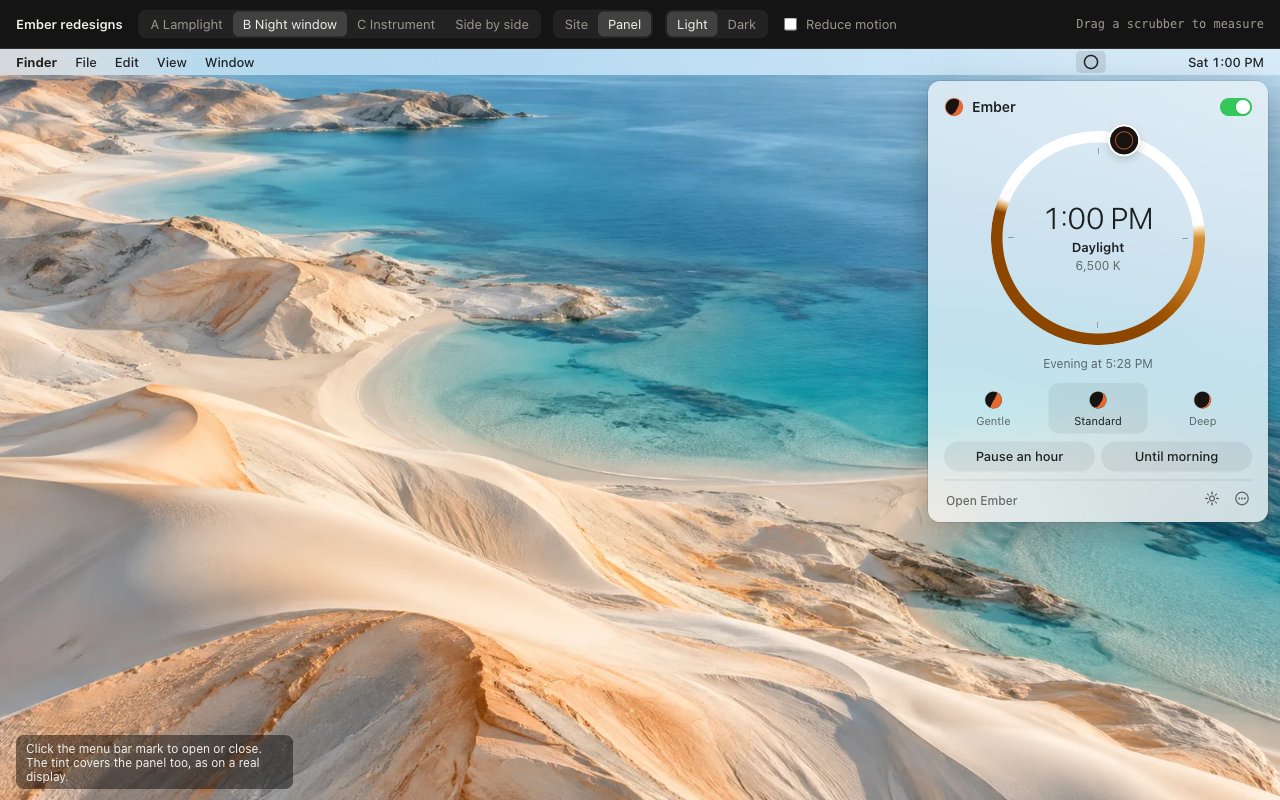 Ember redesigns A Lamplight B Night window C Instrument Side by side Site Panel Light Dark Reduce motion Drag a scrubber to measure
Finder File Edit View Window Sat 1:00 PM
Ember
1:00 PM
Daylight
6,500 K
Evening at 5:28 PM
Gentle Standard Deep
Pause an hour Until morning
Open Ember
Click the menu bar mark to open or close.
The tint covers the panel too, as on a real
display.